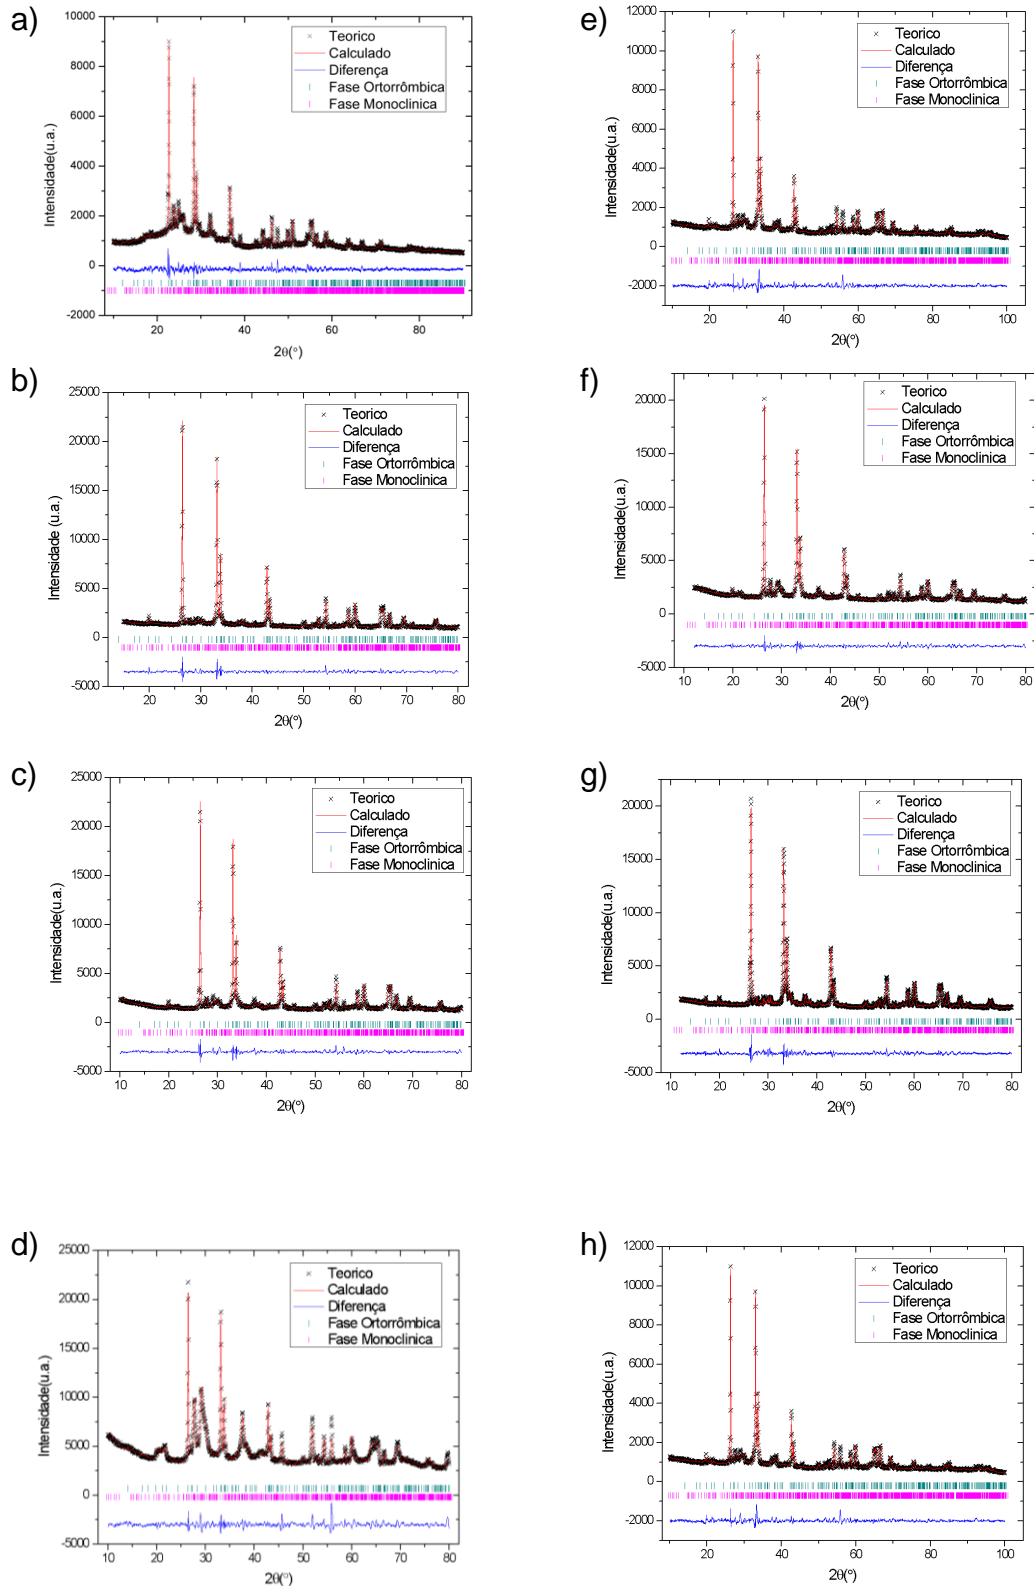 a)
10000
8000
6000
4000
2000
0
-2000
Intensidade(u.a.)
Teorico
Calculado
Diferença
Fase Ortorrômbica
Fase Monoclinica
20 40 60 80
2θ(°)
e)
12000
10000
8000
6000
4000
2000
0
-2000
Intensidade(u.a.)
Teorico
Calculado
Diferença
Fase Ortorrômbica
Fase Monoclinica
20 40 60 80 100
2θ(°)
b)
25000
20000
15000
10000
5000
0
-5000
Intensidade (u.a.)
Teorico
Calculado
Diferença
Fase Ortorrômbica
Fase Monoclinica
20 30 40 50 60 70 80
2θ(°)
f)
20000
15000
10000
5000
0
-5000
Intensidade(u.a.)
Teorico
Calculado
Diferença
Fase Ortorrômbica
Fase Monoclinica
10 20 30 40 50 60 70 80
2θ(°)
c)
25000
20000
15000
10000
5000
0
-5000
Intensidade(u.a.)
Teorico
Calculado
Diferença
Fase Ortorrômbica
Fase Monoclinica
10 20 30 40 50 60 70 80
2θ(°)
g)
20000
15000
10000
5000
0
-5000
Intensidade(u.a.)
Teorico
Calculado
Diferença
Fase Ortorrômbica
Fase Monoclinica
10 20 30 40 50 60 70 80
2θ(°)
d)
25000
20000
15000
10000
5000
0
-5000
Intensidade(u.a.)
Teorico
Calculado
Diferença
Fase Ortorrômbica
Fase Monoclinica
10 20 30 40 50 60 70 80
2θ(°)
h)
12000
10000
8000
6000
4000
2000
0
-2000
Intensidade(u.a.)
Teorico
Calculado
Diferença
Fase Ortorrômbica
Fase Monoclinica
20 40 60 80 100
2θ(°)